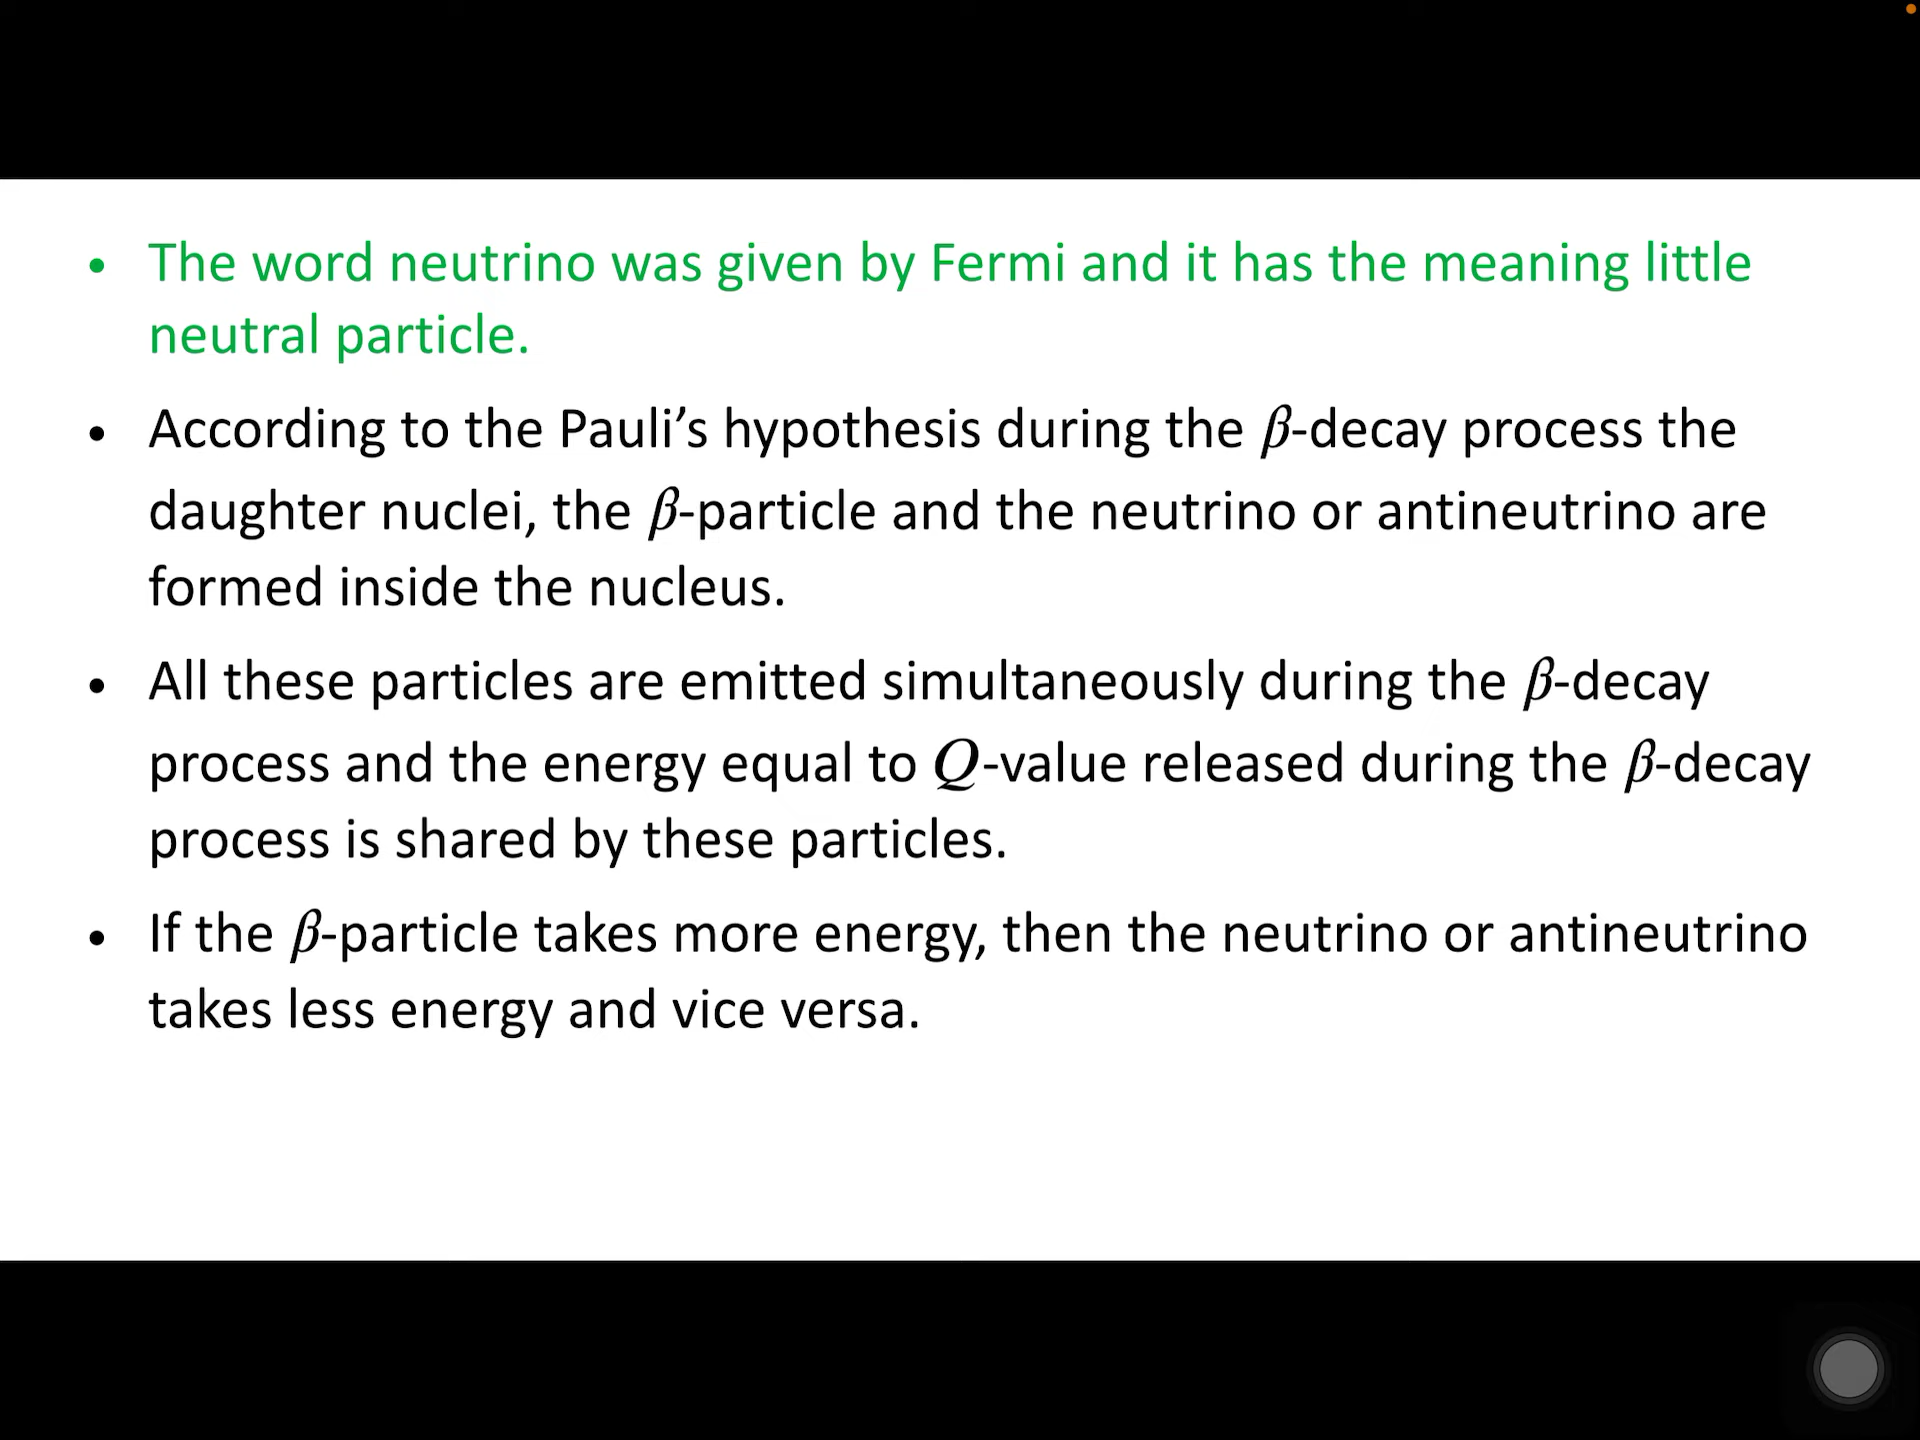 • The word neutrino was given by Fermi and it has the meaning little
neutral particle.
• According to the Pauli’s hypothesis during the β-decay process the
daughter nuclei, the β-particle and the neutrino or antineutrino are
formed inside the nucleus.
• All these particles are emitted simultaneously during the β-decay
process and the energy equal to Q-value released during the β-decay
process is shared by these particles.
• If the β-particle takes more energy, then the neutrino or antineutrino
takes less energy and vice versa.